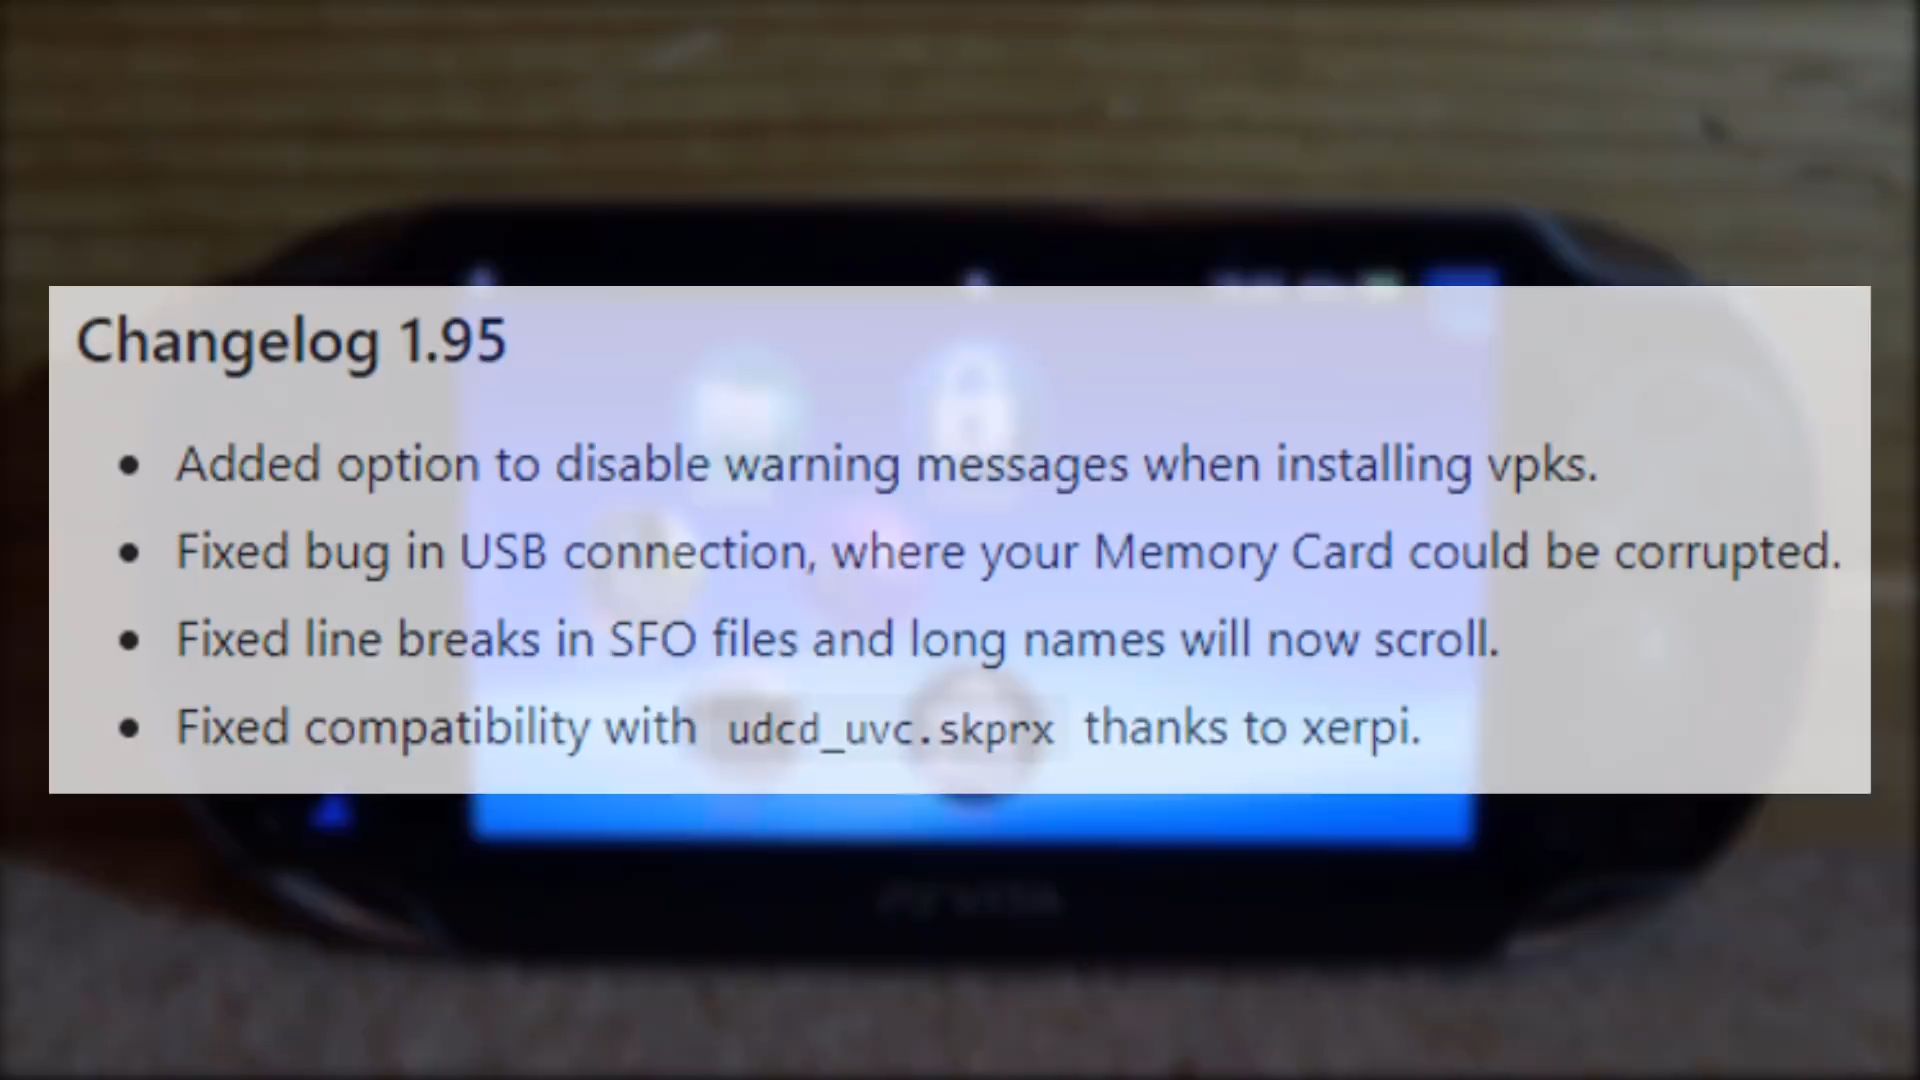 Changelog 1.95
• Added option to disable warning messages when installing vpks.
• Fixed bug in USB connection, where your Memory Card could be corrupted.
• Fixed line breaks in SFO files and long names will now scroll.
• Fixed compatibility with udcd_uvc.skprx thanks to xerpi.